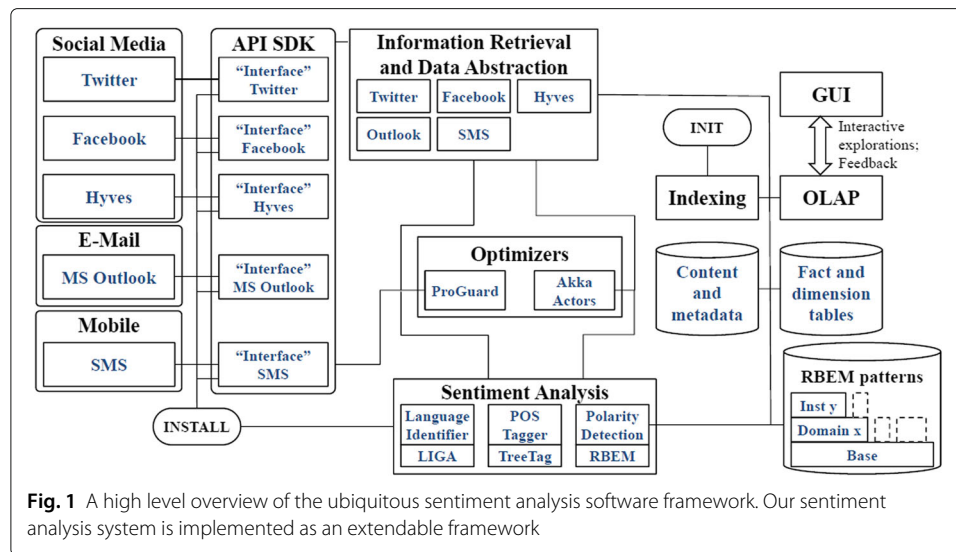 Social Media
Twitter
Facebook
Hyves
E-Mail
MS Outlook
Mobile
SMS
API SDK
"Interface"
Twitter
"Interface"
Facebook
"Interface"
Hyves
"Interface"
MS Outlook
"Interface"
SMS
INSTALL
Information Retrieval
and Data Abstraction
Twitter
Facebook
Hyves
Outlook
SMS
Optimizers
ProGuard
Akka
Actors
Sentiment Analysis
Language
Identifier
LIGA
POS
Tagger
TreeTag
Polarity
Detection
RBEM
INIT
Indexing
GUI
Interactive
explorations;
Feedback
OLAP
Content
and
metadata
Fact and
dimension
tables
RBEM patterns
Inst y
Domain x
Base
Fig. 1 A high level overview of the ubiquitous sentiment analysis software framework. Our sentiment
analysis system is implemented as an extendable framework